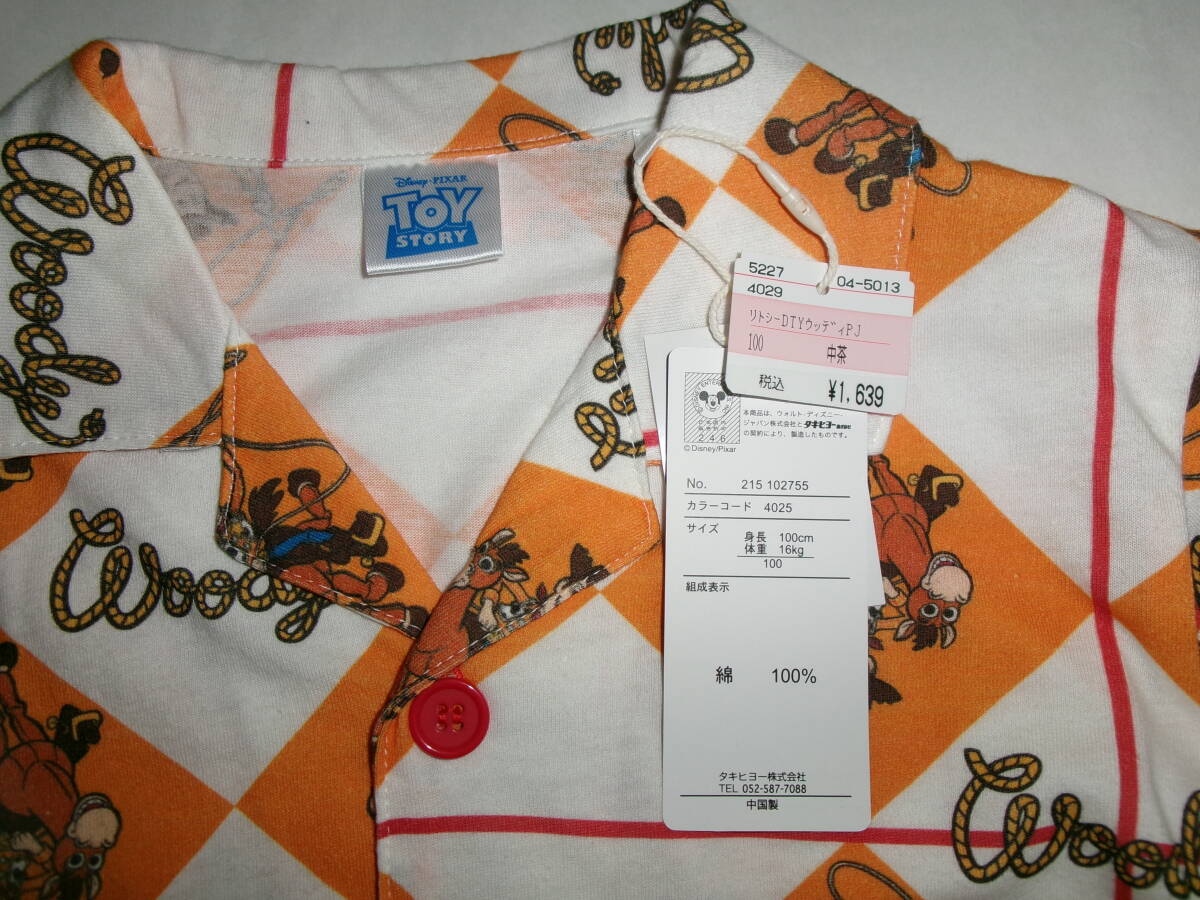 Woody
Disney·PIXAR
TOY
STORY
Woody
Woody
5227
04-5013
4029
リトシーDTYウッディPJ
100 中茶
税込 ¥1,639
246
©Disney/Pixar
本商品は、ウォルト・ディズニー・
ジャパン株式会社とタキヒヨー株式会社
の契約により、製造したものです。
No. 215 102755
カラーコード 4025
サイズ
身長 100cm
体重 16kg
100
組成表示
綿 100%
タキヒヨー株式会社
TEL 052-587-7088
中国製